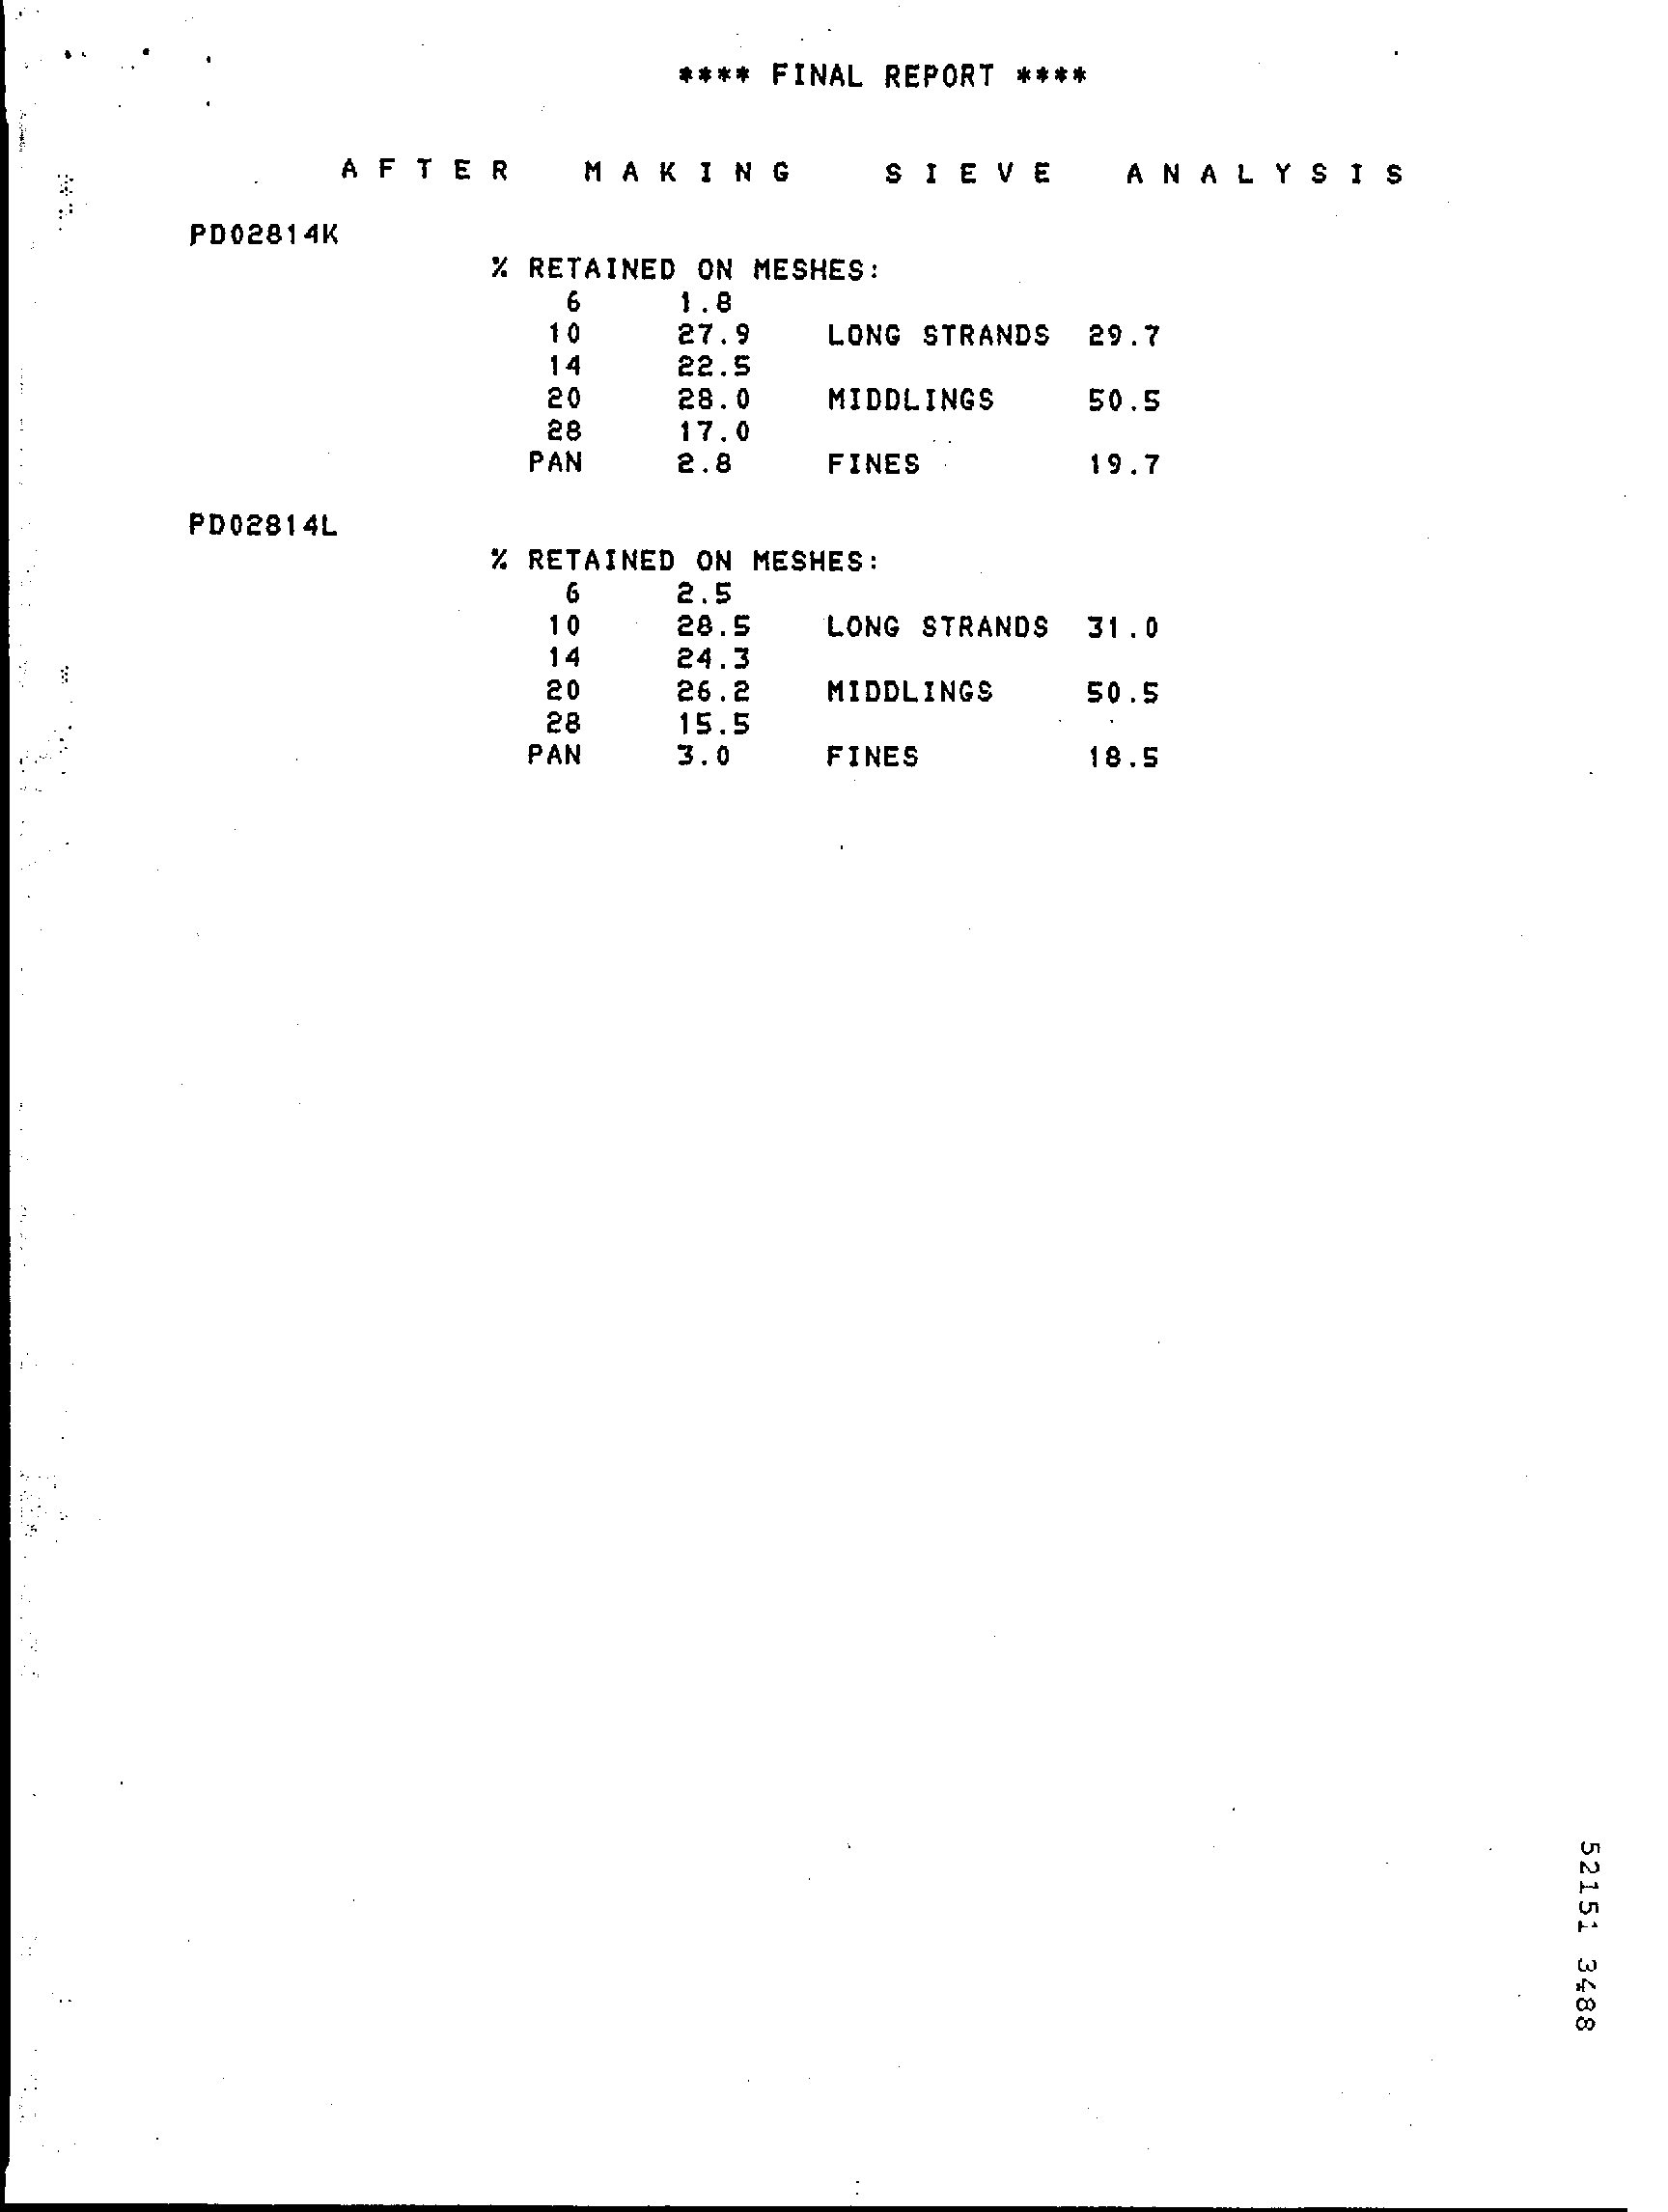 **** FINAL REPORT ****
AFTER MAKING SIEVE ANALYSIS
PD02814K
% RETAINED ON MESHES:
6 1.8
10 27.9 LONG STRANDS 29.7
14 22.5
20 28.0 MIDDLINGS 50.5
28 17.0
PAN 2.8 FINES 19.7
PD02814L
% RETAINED ON MESHES:
6 2.5
10 28.5 LONG STRANDS 31.0
14 24.3
20 26.2 MIDDLINGS 50.5
28 15.5
PAN 3.0 FINES 18.5
52151 3488